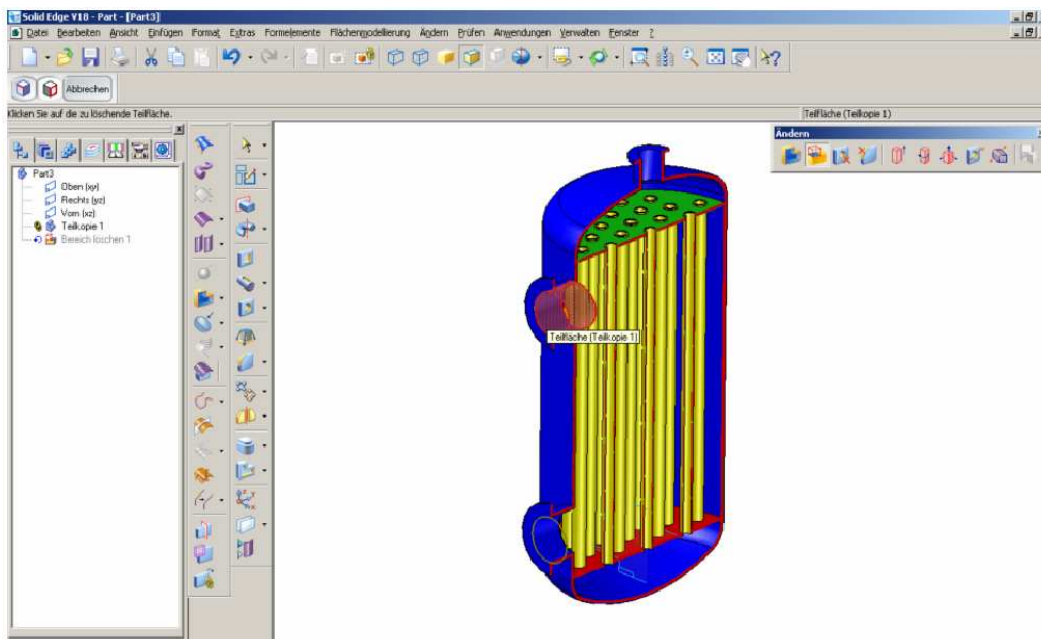 Solid Edge V18 - Part - [Part3]
Datei Bearbeiten Ansicht Einfügen Format Extras Formelemente Flächenmodellierung Ändern Prüfen Anwendungen Verwalten Fenster ?
Abbrechen
Klicken Sie auf die zu löschende Teilfläche.
Teilfläche (Teilkopie 1)
Ändern
Part3
Oben (xy)
Rechts (yz)
Vorn (xz)
Teilkopie 1
Bereich löschen 1
Teilfläche (Teilkopie 1)